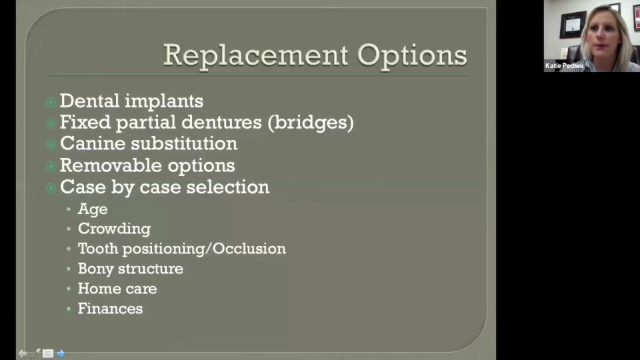 Replacement Options
Dental implants
Fixed partial dentures (bridges)
Canine substitution
Removable options
Case by case selection
Age
Crowding
Tooth positioning/Occlusion
Bony structure
Home care
Finances
Katie Pechek